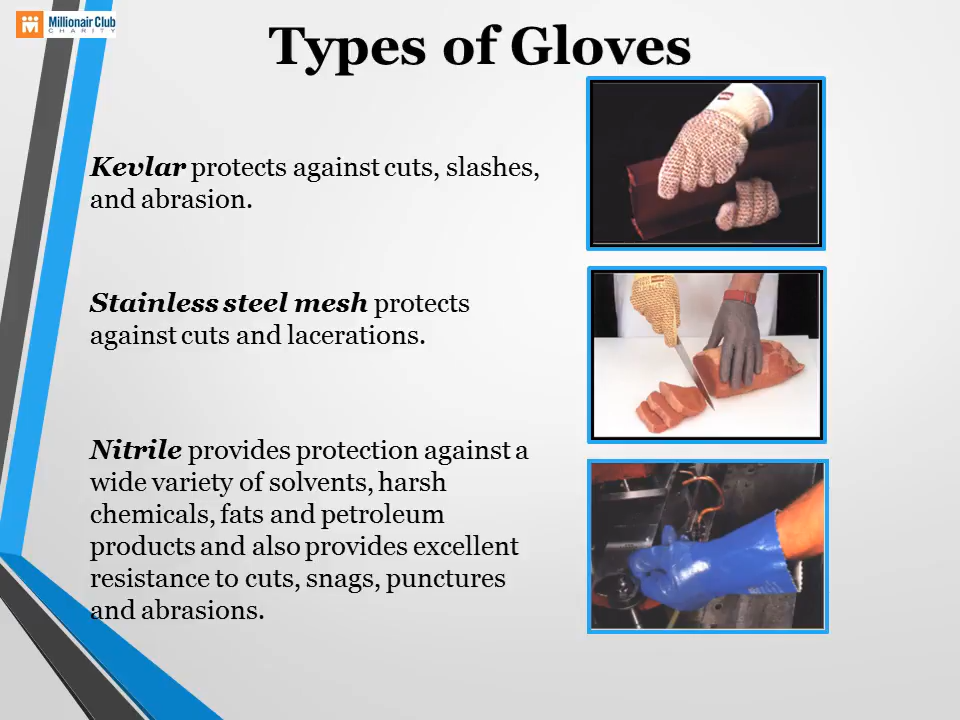 Millionair Club
CHARITY
Types of Gloves
Kevlar protects against cuts, slashes,
and abrasion.
Stainless steel mesh protects
against cuts and lacerations.
Nitrile provides protection against a
wide variety of solvents, harsh
chemicals, fats and petroleum
products and also provides excellent
resistance to cuts, snags, punctures
and abrasions.